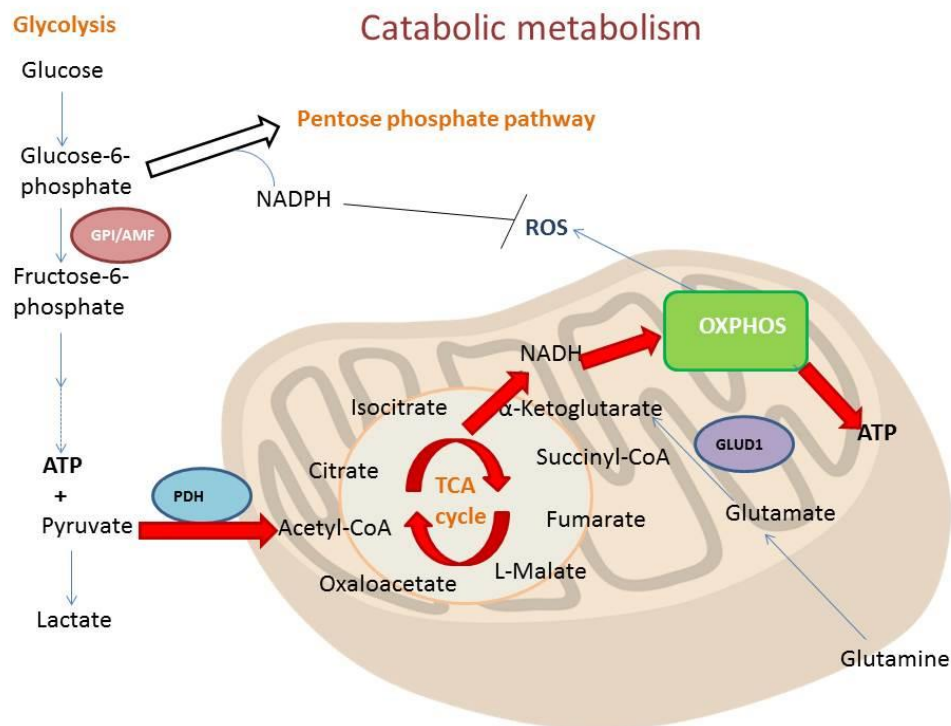 Catabolic metabolism
Glycolysis
Glucose
Glucose-6-
phosphate
GPI/AMF
Fructose-6-
phosphate
ATP
+
Pyruvate
Lactate
Pentose phosphate pathway
NADPH
ROS
OXPHOS
NADH
ATP
PDH
Acetyl-CoA
Citrate
Isocitrate
α-Ketoglutarate
Succinyl-CoA
Fumarate
L-Malate
Oxaloacetate
TCA
cycle
GLUD1
Glutamate
Glutamine